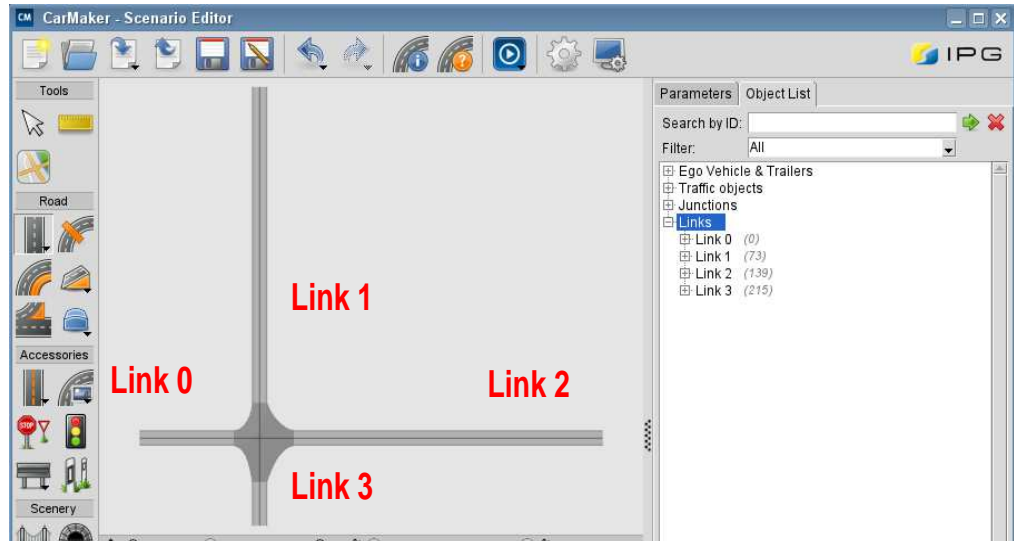 CM CarMaker - Scenario Editor
IPG
Tools
Road
Accessories
STOP
Scenery
Link 1
Link 0
Link 2
Link 3
Parameters Object List
Search by ID:
Filter: All
Ego Vehicle & Trailers
Traffic objects
Junctions
Links
Link 0 (0)
Link 1 (73)
Link 2 (139)
Link 3 (215)